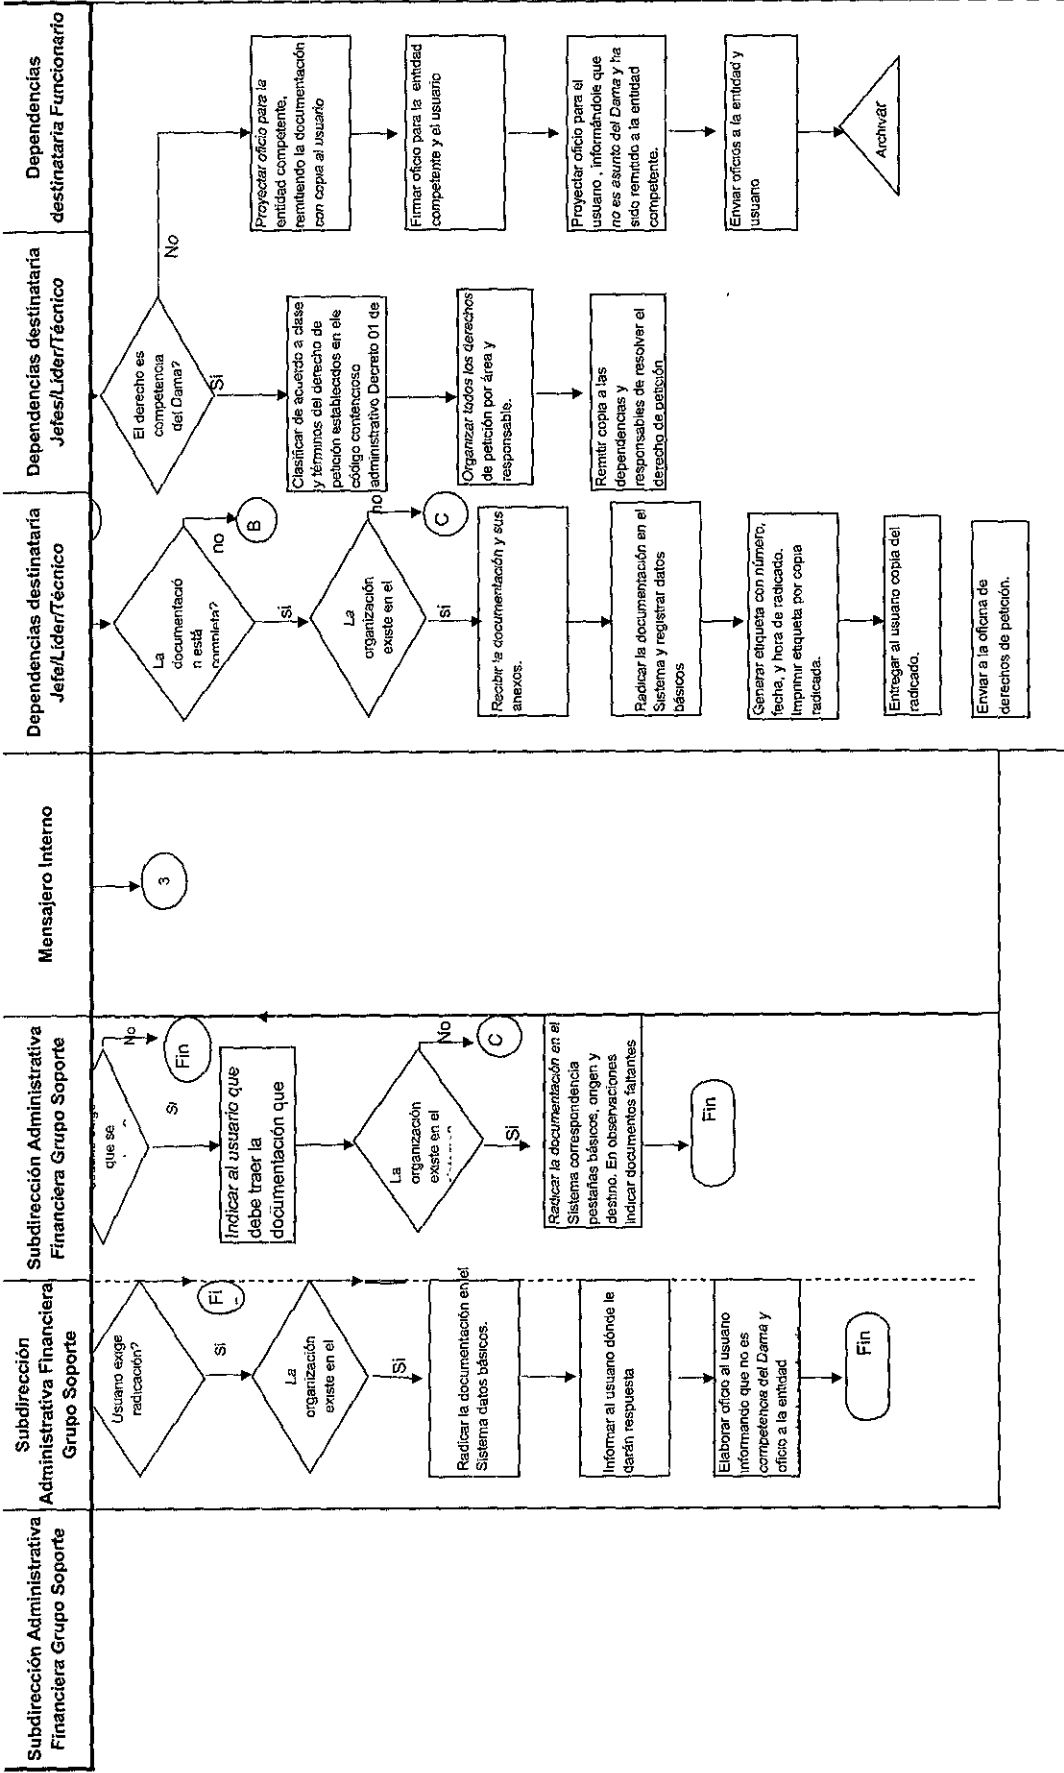 Subdirección Administrativa
Financiera Grupo Soporte
Subdirección
Administrativa Financiera
Grupo Soporte
Usuario exige
radicación?
Si
Fi
La
organización
existe en el
Si
Radicar la documentación en el
Sistema datos básicos.
Informar al usuario dónde le
darán respuesta
Elaborar oficio al usuario
informando que no es
competencia del Dama y
oficio a la entidad
Fin
Subdirección Administrativa
Financiera Grupo Soporte
que se
No
Fin
Si
Indicar al usuario que
debe traer la
documentación que
La
organización
existe en el
No
C
Si
Radicar la documentación en el
Sistema correspondencia
pestañas básicos, origen y
destino. En observaciones
indicar documentos faltantes
Fin
Mensajero Interno
3
Dependencias destinataria
Jefe/Líder/Técnico
La
documentació
n está
completa?
no
B
Si
La
organización
existe en el
no
C
Si
Recibir la documentación y sus
anexos.
Radicar la documentación en el
Sistema y registrar datos
básicos
Generar etiqueta con número,
fecha, y hora de radicado.
Imprimir etiqueta por copia
radicada.
Entregar al usuario copia del
radicado.
Enviar a la oficina de
derechos de petición.
Dependencias destinataria
Jefes/Líder/Técnico
El derecho es
competencia
del Dama?
No
Si
Clasificar de acuerdo a clase
y términos del derecho de
petición establecidos en ele
código contencioso
administrativo Decreto 01 de
Organizar todos los derechos
de petición por área y
responsable.
Remitir copia a las
dependencias y
responsables de resolver el
derecho de petición
Dependencias
destinataria Funcionario
Proyectar oficio para la
entidad competente,
remitiendo la documentación
con copia al usuario
Firmar oficio para la entidad
competente y el usuario
Proyectar oficio para el
usuario , informándole que
no es asunto del Dama y ha
sido remitido a la entidad
competente.
Enviar oficios a la entidad y
usuario
Archivar